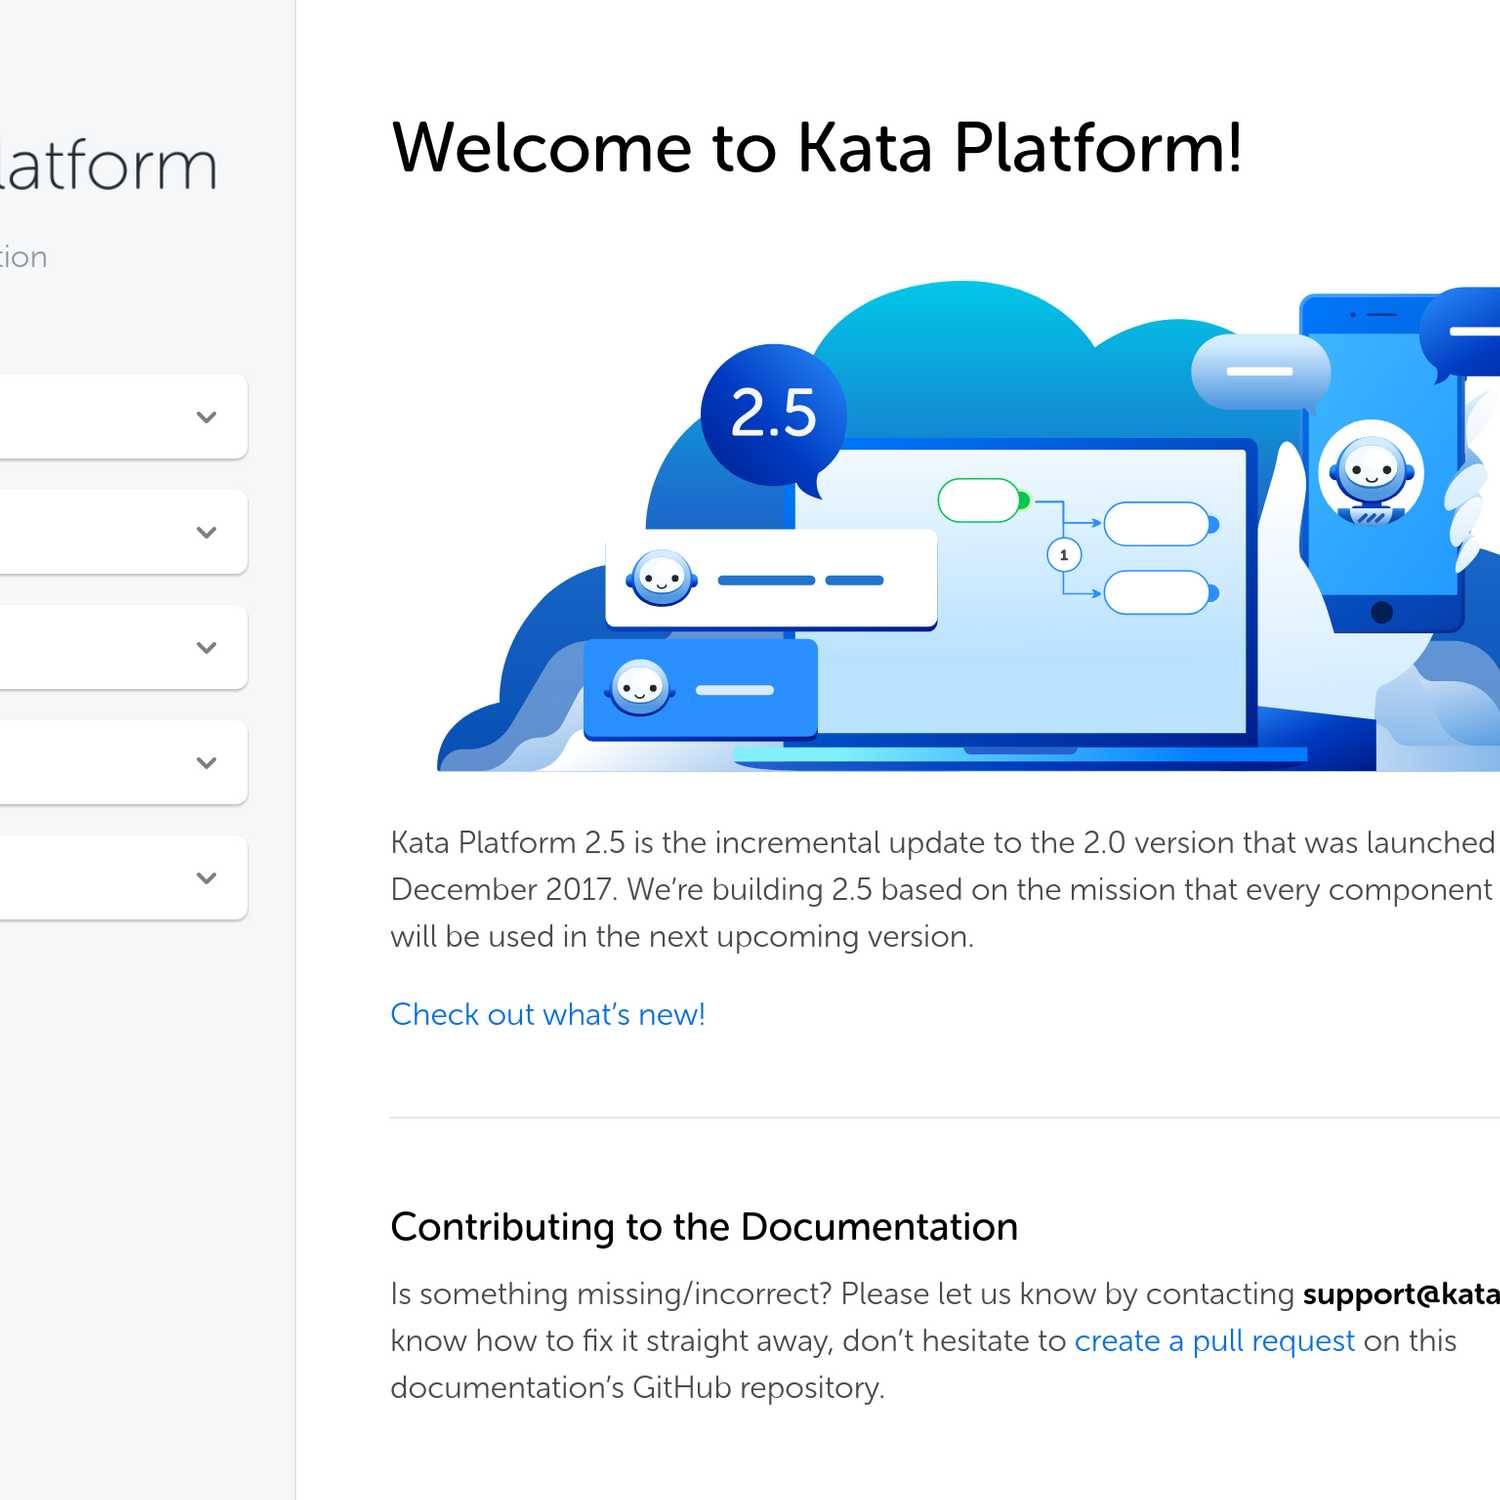 latform
tion
Welcome to Kata Platform!
2.5
1
Kata Platform 2.5 is the incremental update to the 2.0 version that was launched
December 2017. We’re building 2.5 based on the mission that every component
will be used in the next upcoming version.
Check out what’s new!
Contributing to the Documentation
Is something missing/incorrect? Please let us know by contacting support@kata
know how to fix it straight away, don’t hesitate to create a pull request on this
documentation’s GitHub repository.